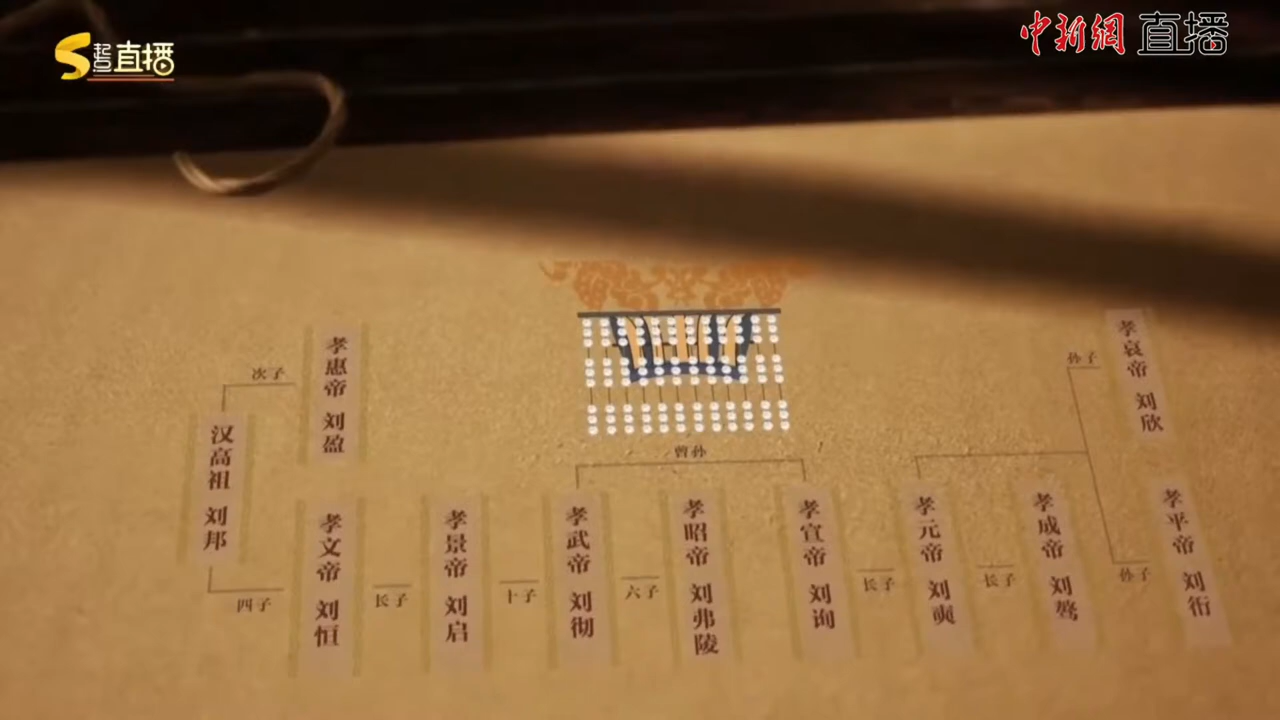 起点直播
中新網 直播
孝惠帝 刘盈
次子
汉高祖 刘邦
四子
孝文帝 刘恒
长子
孝景帝 刘启
十子
孝武帝 刘彻
六子
孝昭帝 刘弗陵
曾孙
孝宣帝 刘询
长子
孝元帝 刘奭
长子
孝成帝 刘骜
孙子
孝哀帝 刘欣
孙子
孝平帝 刘衎